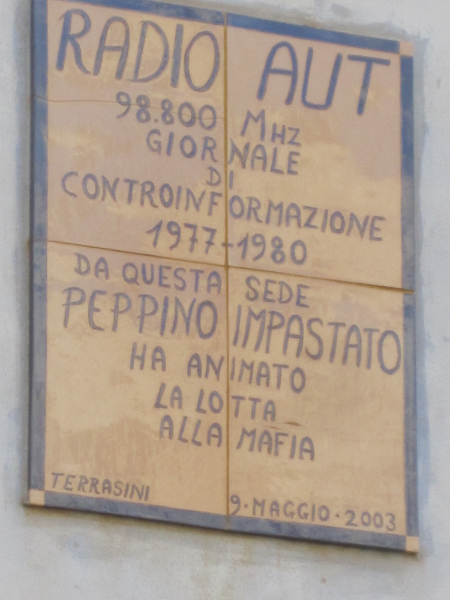 RADIO AUT
98.800 MHz
GIORNALE
DI
CONTROINFORMAZIONE
1977-1980
DA QUESTA SEDE
PEPPINO IMPASTATO
HA ANIMATO
LA LOTTA
ALLA MAFIA
TERRASINI 9·MAGGIO·2003